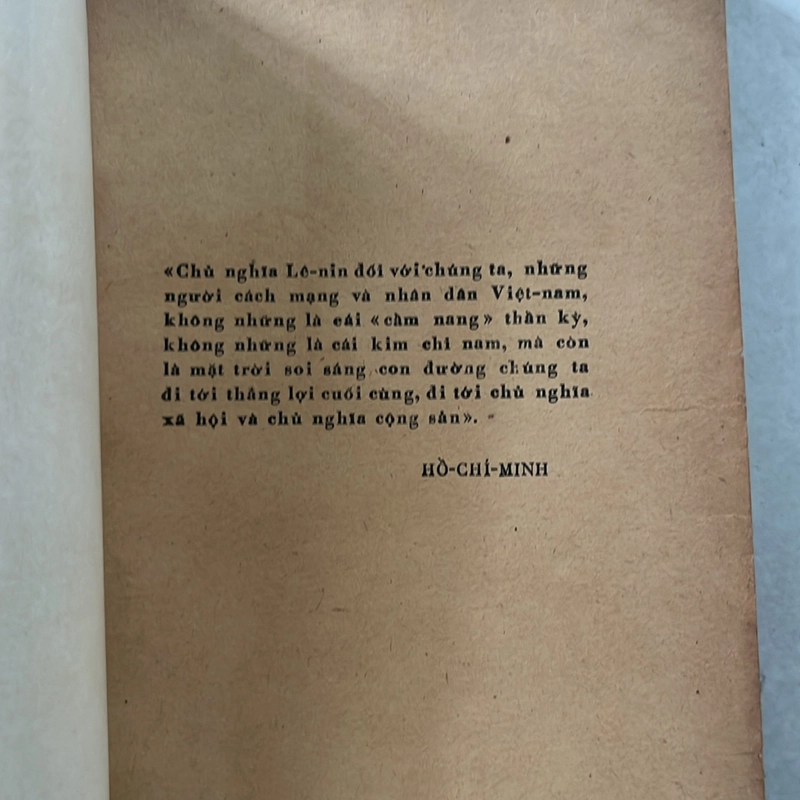 «Chủ nghĩa Lê-nin đối với chúng ta, những
người cách mạng và nhân dân Việt-nam,
không những là cái «cẩm nang» thần kỳ,
không những là cái kim chỉ nam, mà còn
là mặt trời soi sáng con đường chúng ta
đi tới thắng lợi cuối cùng, đi tới chủ nghĩa
xã hội và chủ nghĩa cộng sản».
HỒ-CHÍ-MINH